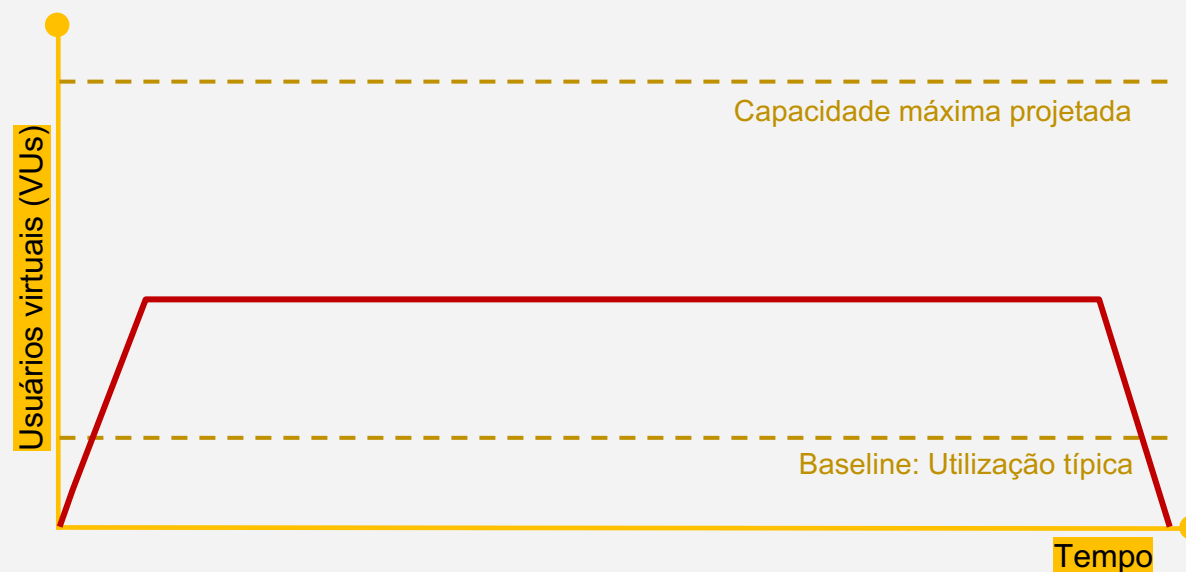 Capacidade máxima projetada
Usuários virtuais (VUs)
Baseline: Utilização típica
Tempo